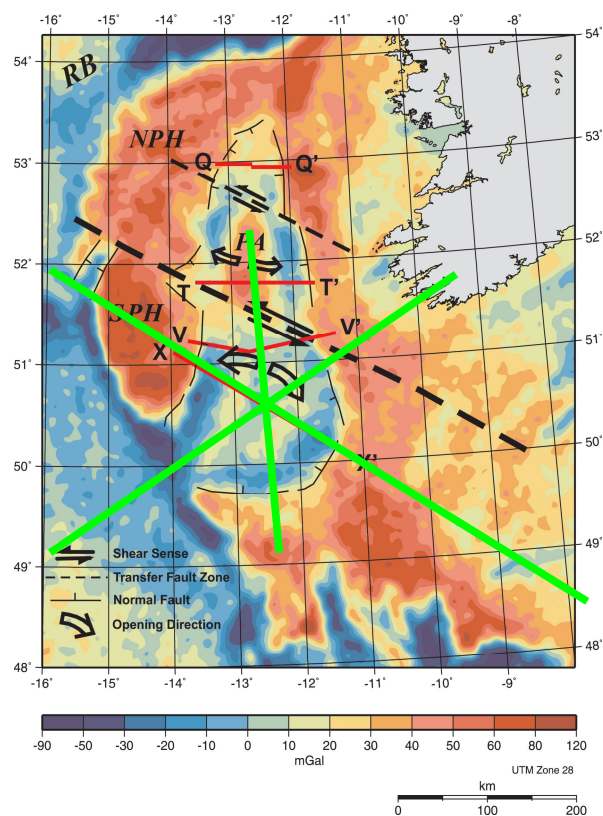 -16 -15 -14 -13 -12 -11 -10 -9 -8
54° 54°
RB
NPH
53° Q Q' 53°
PA
52° 52°
T T'
SPH
V V'
51° X 51°
50° X' 50°
49° 49°
Shear Sense
Transfer Fault Zone
Normal Fault
Opening Direction
48° 48°
-16° -15° -14 -13 -12 -11° -10° -9°
-90 -50 -30 -20 -10 0 10 20 30 40 50 60 80 120
mGal
UTM Zone 28
km
0 100 200